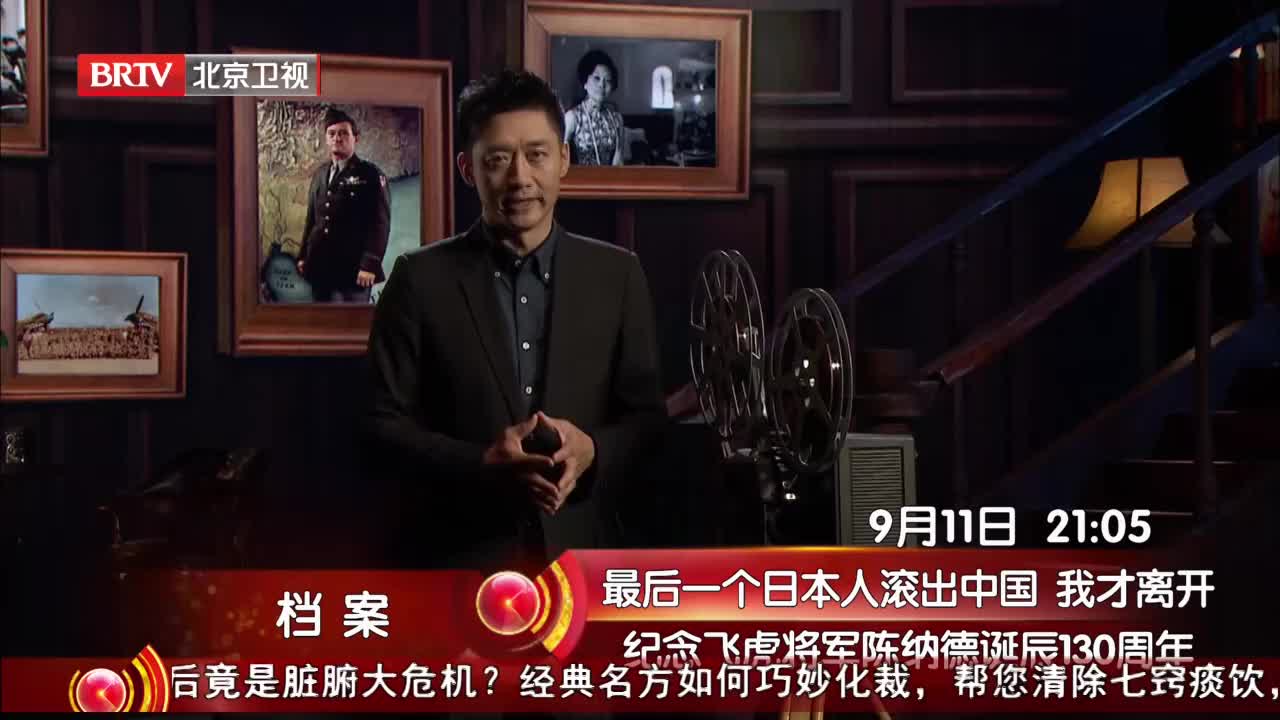 BRTV 北京卫视
9月11日 21:05
档案
最后一个日本人滚出中国 我才离开
纪念飞虎将军陈纳德诞辰130周年
后竟是脏腑大危机？经典名方如何巧妙化裁，帮您清除七窍痰饮，